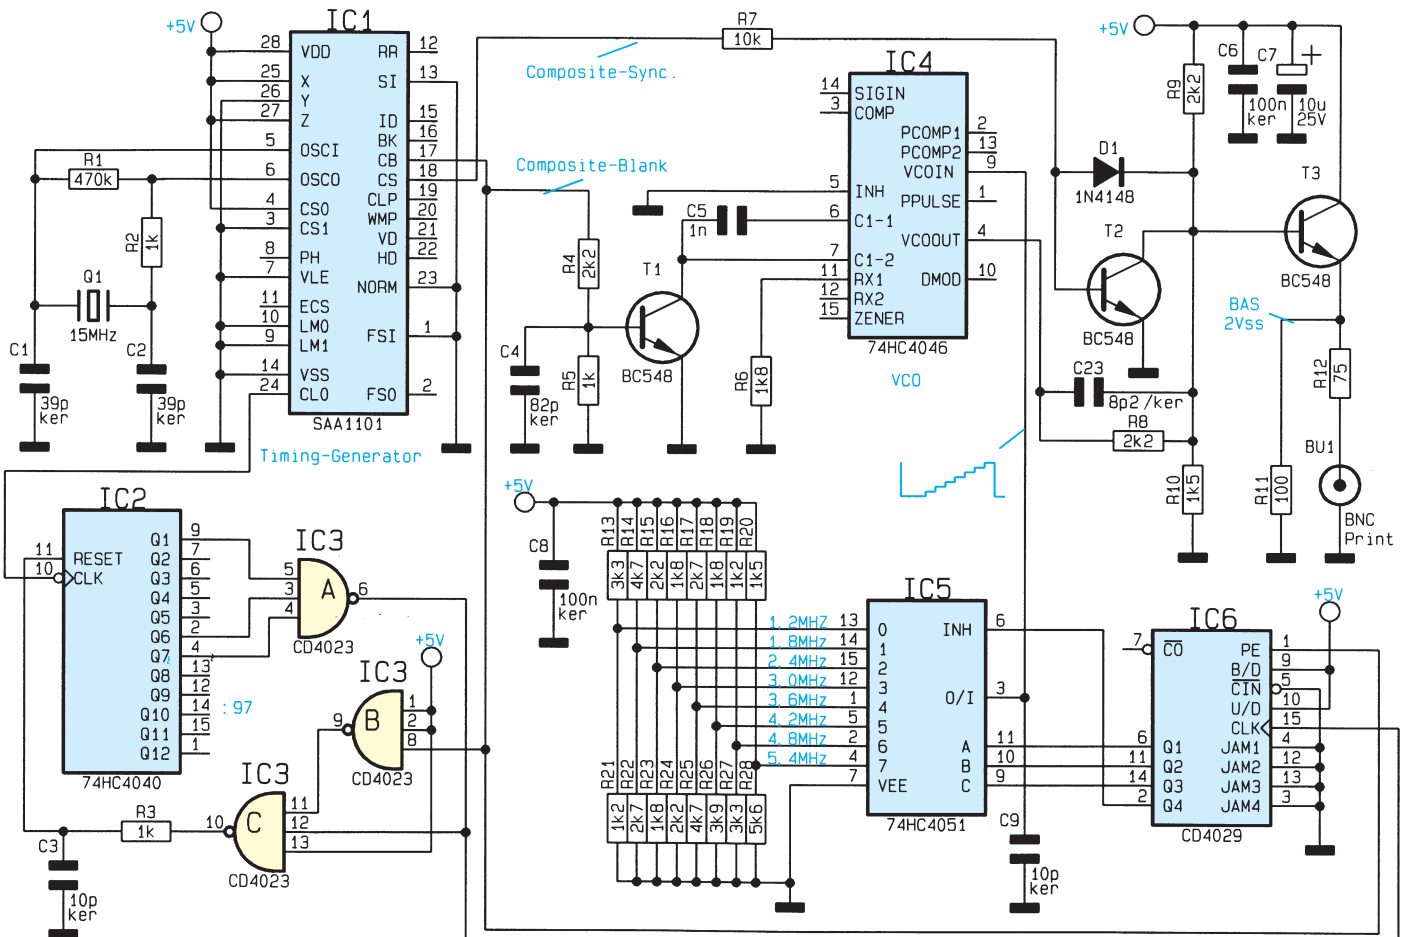 +5V
IC1
28 VDD RR 12
25 X SI 13
26 Y
27 Z ID 15
BK 16
5 OSCI CB 17
6 OSCO CS 18
CLP 19
4 CS0 WMP 20
3 CS1 VD 21
8 PH HD 22
7 VLE NORM 23
11 ECS
10 LM0
9 LM1 FSI 1
14 VSS
24 CL0 FS0 2
SAA1101
Timing-Generator
R1
470k
R2
1k
Q1
15MHz
C1
39p
ker
C2
39p
ker
R7
10k
Composite-Sync.
Composite-Blank
R4
2k2
C4
82p
ker
R5
1k
T1
BC548
C5
1n
R6
1k8
IC4
14 SIGIN
3 COMP
PCOMP1 2
PCOMP2 13
VCOIN 9
5 INH PPULSE 1
6 C1-1
VCOOUT 4
7 C1-2
11 RX1 DMOD 10
12 RX2
15 ZENER
74HC4046
VCO
+5V
R9
2k2
C6
100n
ker
C7
+
10u
25V
D1
1N4148
T2
BC548
T3
BC548
C23
8p2/ker
R8
2k2
R10
1k5
BAS
2Vss
R11
100
R12
75
BU1
BNC
Print
IC2
11 RESET
10 CLK
Q1 9
Q2 7
Q3 6
Q4 5
Q5 3
Q6 2
Q7 4
Q8 13
Q9 12
Q10 14
Q11 15
Q12 1
74HC4040
:97
IC3
5
3 A 6
4
CD4023
+5V
IC3
1
9 B 2
8
CD4023
IC3
11
10 C 12
13
CD4023
R3
1k
C3
10p
ker
+5V
C8
100n
ker
R13
R14
R15
R16
R17
R18
R19
R20
3k3
4k7
2k2
1k8
2k7
1k8
1k2
1k5
1.2MHZ
1.8MHz
2.4MHz
3.0MHz
3.6MHz
4.2MHz
4.8MHz
5.4MHz
R21
R22
R23
R24
R25
R26
R27
R28
1k2
2k7
1k8
2k2
4k7
3k9
3k3
5k6
IC5
13 0 INH 6
14 1
15 2
12 3 O/I 3
1 4
5 5
2 6 A 11
4 7 B 10
7 VEE C 9
74HC4051
C9
10p
ker
+5V
IC6
7 CO PE 1
B/D 9
CIN 5
U/D 10
CLK 15
6 Q1 JAM1 4
11 Q2 JAM2 12
14 Q3 JAM3 13
2 Q4 JAM4 3
CD4029